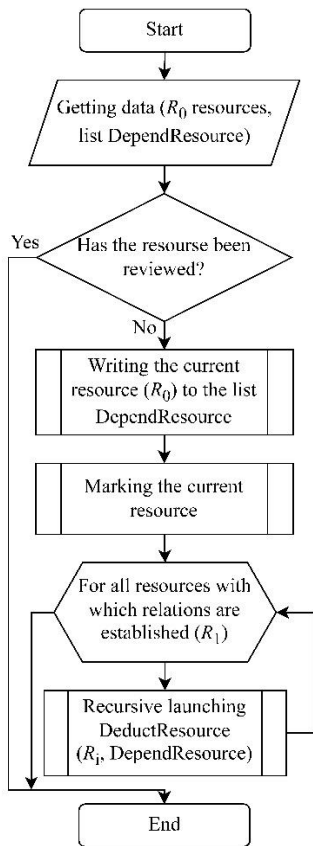 Start
Getting data (R₀ resources,
list DependResource)
Has the resourse been
reviewed?
Yes
No
Writing the current
resource (R₀) to the list
DependResource
Marking the current
resource
For all resources with
which relations are
established (R₁)
Recursive launching
DeductResource
(Rᵢ, DependResource)
End